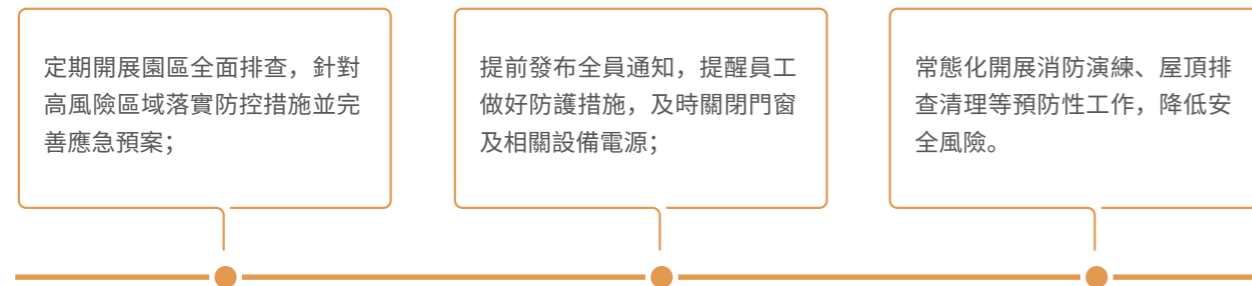 定期開展園區全面排查，針對
高風險區域落實防控措施並完
善應急預案；
提前發布全員通知，提醒員工
做好防護措施，及時關閉門窗
及相關設備電源；
常態化開展消防演練、屋頂排
查清理等預防性工作，降低安
全風險。